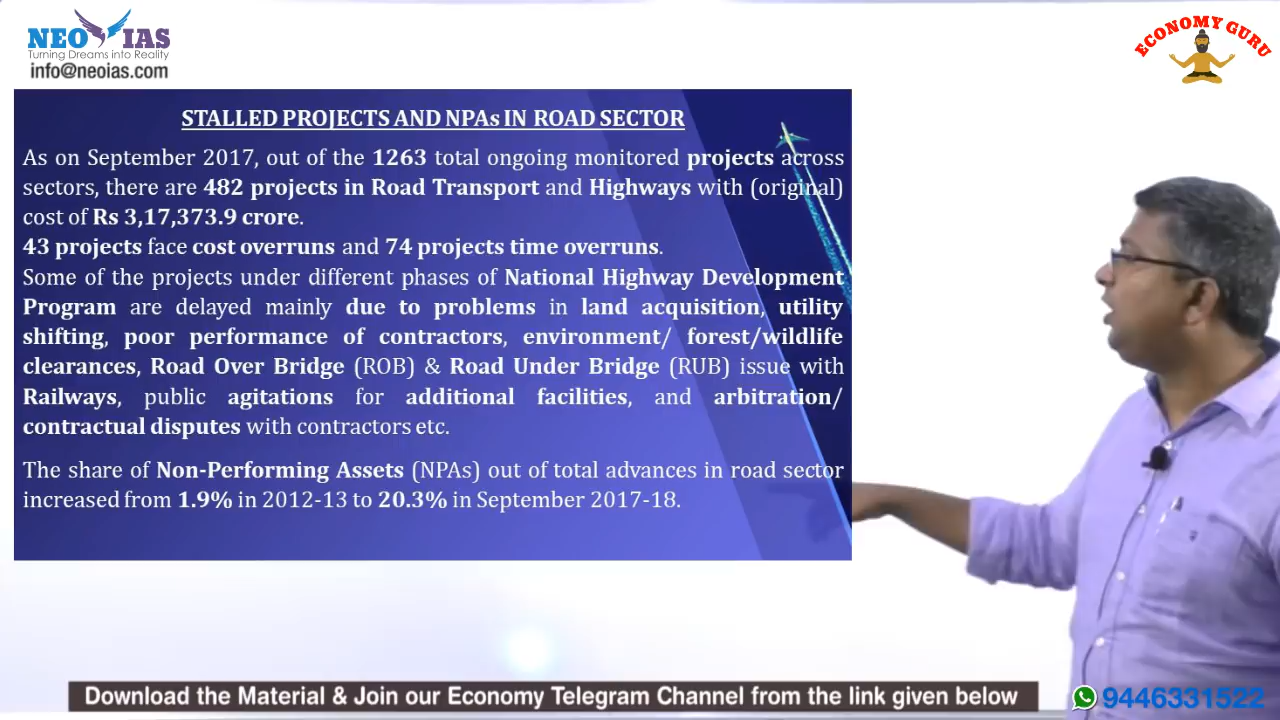 NEO IAS
Turning Dreams into Reality
info@neoias.com
ECONOMY GURU
STALLED PROJECTS AND NPAs IN ROAD SECTOR
As on September 2017, out of the 1263 total ongoing monitored projects across
sectors, there are 482 projects in Road Transport and Highways with (original)
cost of Rs 3,17,373.9 crore.
43 projects face cost overruns and 74 projects time overruns.
Some of the projects under different phases of National Highway Development
Program are delayed mainly due to problems in land acquisition, utility
shifting, poor performance of contractors, environment/ forest/wildlife
clearances, Road Over Bridge (ROB) & Road Under Bridge (RUB) issue with
Railways, public agitations for additional facilities, and arbitration/
contractual disputes with contractors etc.
The share of Non-Performing Assets (NPAs) out of total advances in road sector
increased from 1.9% in 2012-13 to 20.3% in September 2017-18.
Download the Material & Join our Economy Telegram Channel from the link given below
9446331522